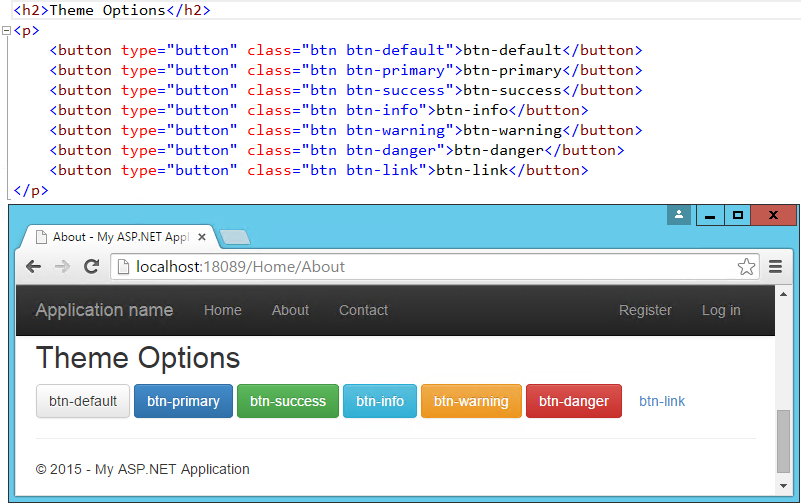 <h2>Theme Options</h2>
<p>
<button type="button" class="btn btn-default">btn-default</button>
<button type="button" class="btn btn-primary">btn-primary</button>
<button type="button" class="btn btn-success">btn-success</button>
<button type="button" class="btn btn-info">btn-info</button>
<button type="button" class="btn btn-warning">btn-warning</button>
<button type="button" class="btn btn-danger">btn-danger</button>
<button type="button" class="btn btn-link">btn-link</button>
</p>
About - My ASP.NET Appl
localhost:18089/Home/About
Application name Home About Contact Register Log in
Theme Options
btn-default btn-primary btn-success btn-info btn-warning btn-danger btn-link
© 2015 - My ASP.NET Application